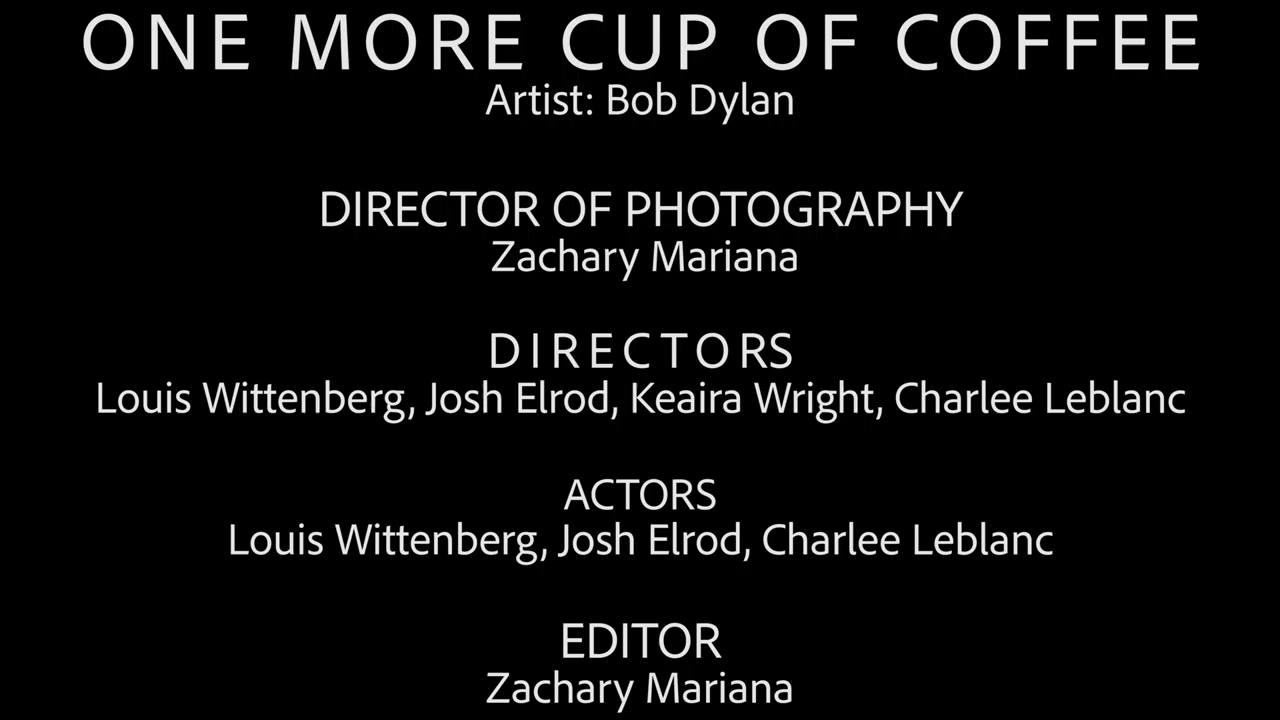 ONE MORE CUP OF COFFEE
Artist: Bob Dylan
DIRECTOR OF PHOTOGRAPHY
Zachary Mariana
DIRECTORS
Louis Wittenberg, Josh Elrod, Keaira Wright, Charlee Leblanc
ACTORS
Louis Wittenberg, Josh Elrod, Charlee Leblanc
EDITOR
Zachary Mariana